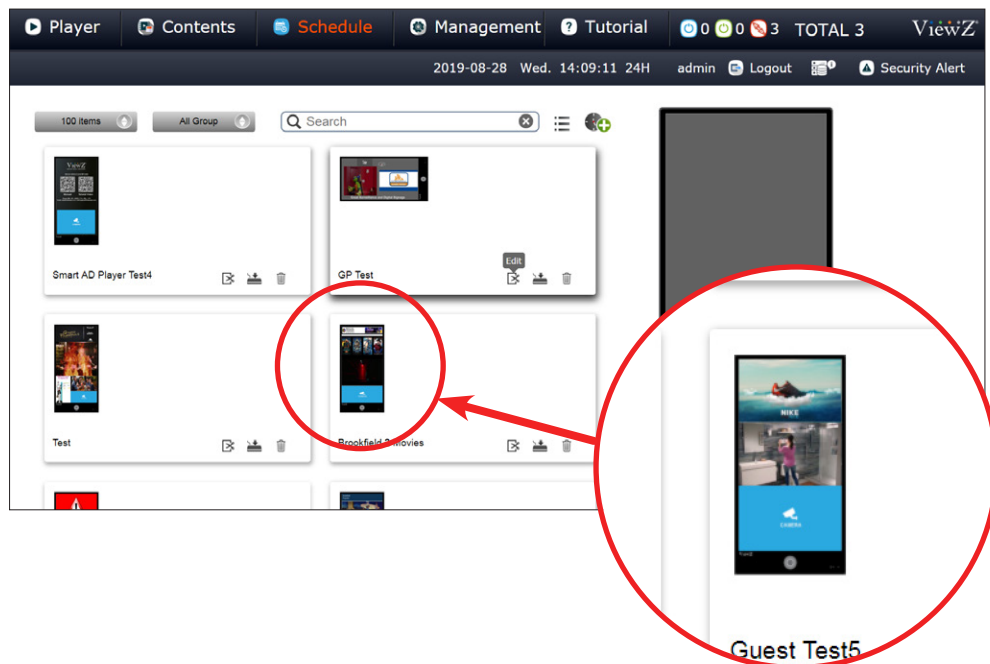 Player Contents Schedule Management Tutorial 0 0 3 TOTAL 3 ViewZ
2019-08-28 Wed. 14:09:11 24H admin Logout Security Alert
100 items All Group Search
ViewZ
Smart AD Player Test4
GP Test
Edit
Test
Brookfield 2 Movies
NIKE
CAMERA
Guest Test5